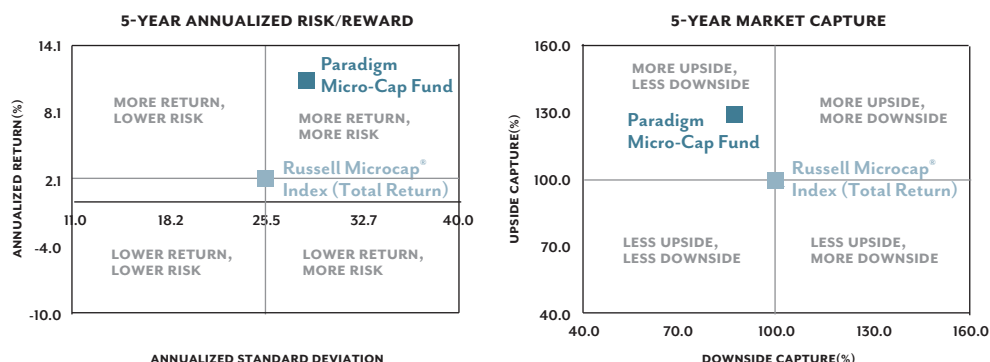 5-YEAR ANNUALIZED RISK/REWARD
14.1
8.1
2.1
-4.0
-10.0
ANNUALIZED RETURN(%)
Paradigm
Micro-Cap Fund
MORE RETURN,
LOWER RISK
MORE RETURN,
MORE RISK
Russell Microcap®
Index (Total Return)
11.0 18.2 25.5 32.7 40.0
LOWER RETURN,
LOWER RISK
LOWER RETURN,
MORE RISK
ANNUALIZED STANDARD DEVIATION
5-YEAR MARKET CAPTURE
160.0
130.0
100.0
70.0
40.0
UPSIDE CAPTURE(%)
MORE UPSIDE,
LESS DOWNSIDE
MORE UPSIDE,
MORE DOWNSIDE
Paradigm
Micro-Cap Fund
Russell Microcap®
Index (Total Return)
LESS UPSIDE,
LESS DOWNSIDE
LESS UPSIDE,
MORE DOWNSIDE
40.0 70.0 100.0 130.0 160.0
DOWNSIDE CAPTURE(%)